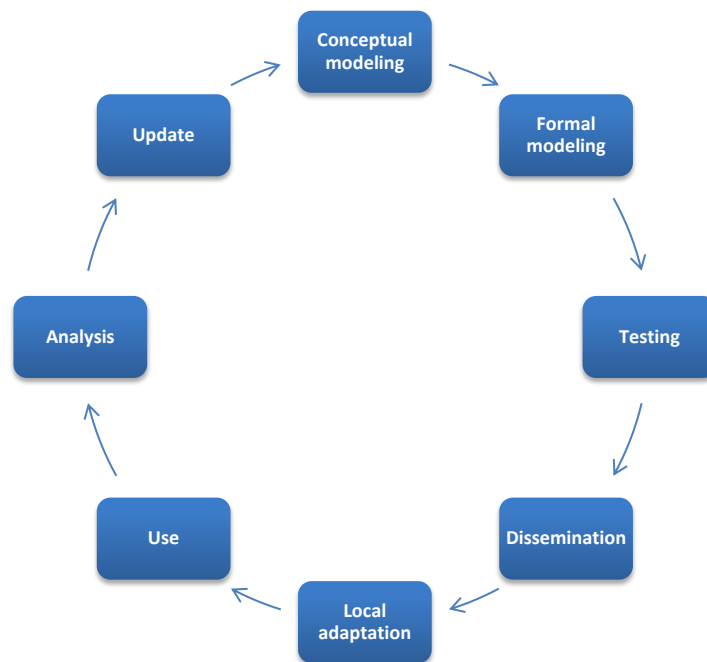 Conceptual
modeling
Formal
modeling
Testing
Dissemination
Local
adaptation
Use
Analysis
Update